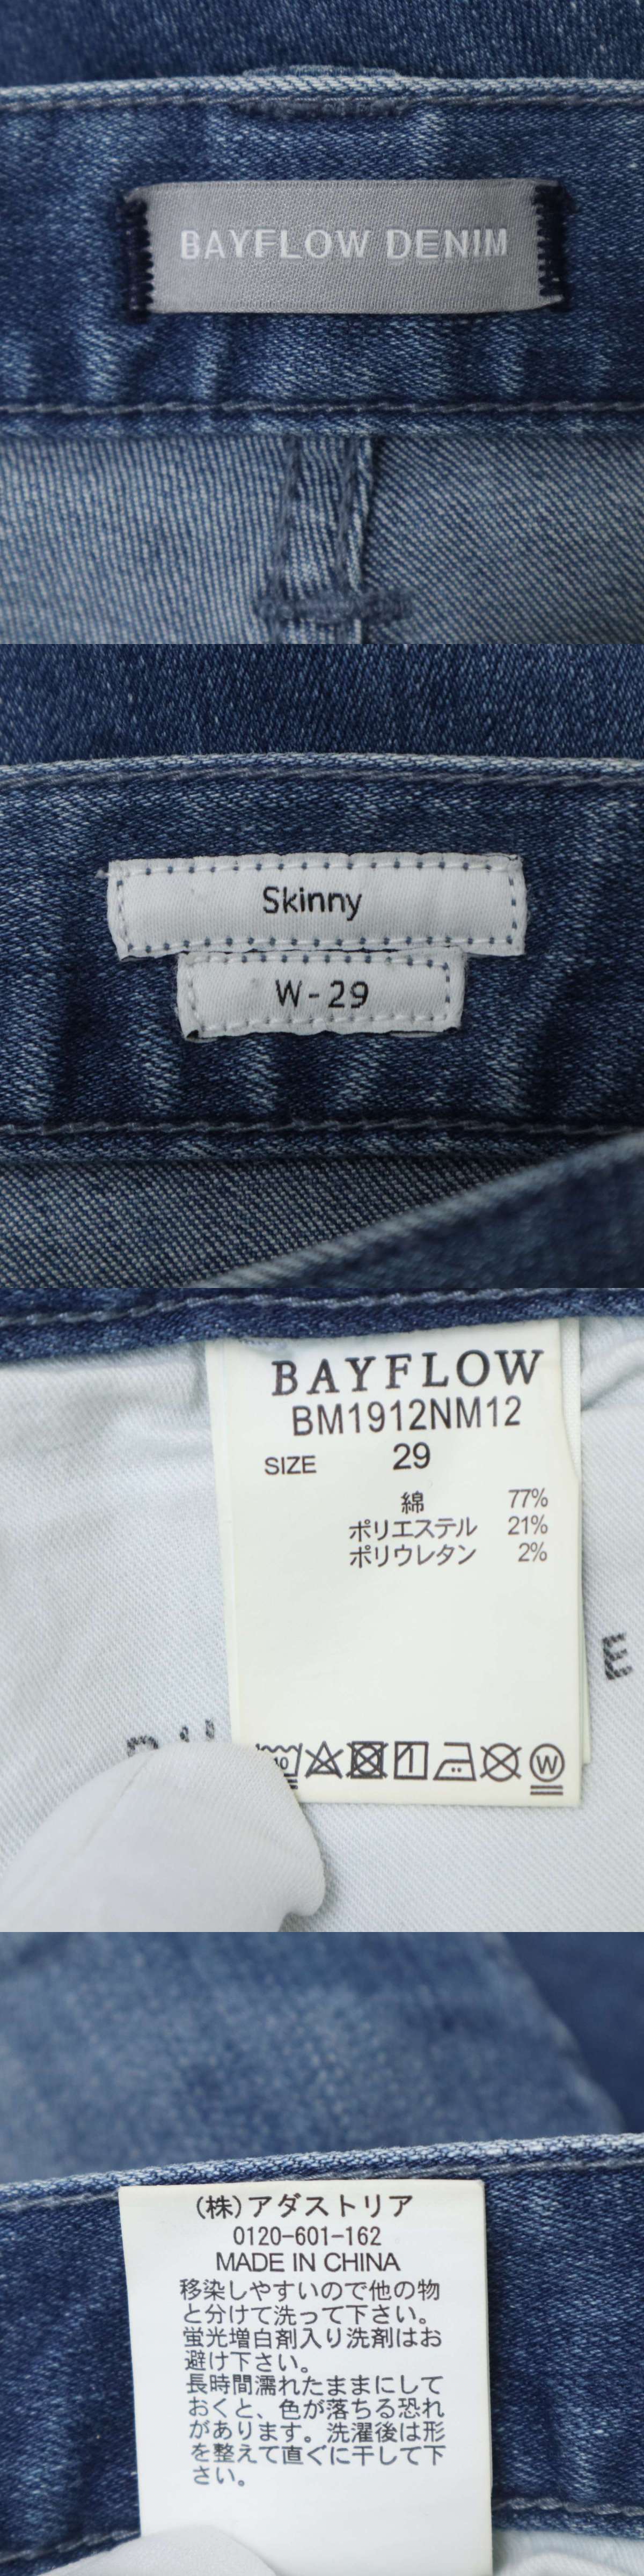 BAYFLOW DENIM
Skinny
W-29
BAYFLOW
BM1912NM12
SIZE 29
綿 77%
ポリエステル 21%
ポリウレタン 2%
E
40
W
(株)アダストリア
0120-601-162
MADE IN CHINA
移染しやすいので他の物
と分けて洗って下さい。
蛍光増白剤入り洗剤はお
避け下さい。
長時間濡れたままにして
おくと、色が落ちる恐れ
があります。洗濯後は形
を整えて直ぐに干して下
さい。